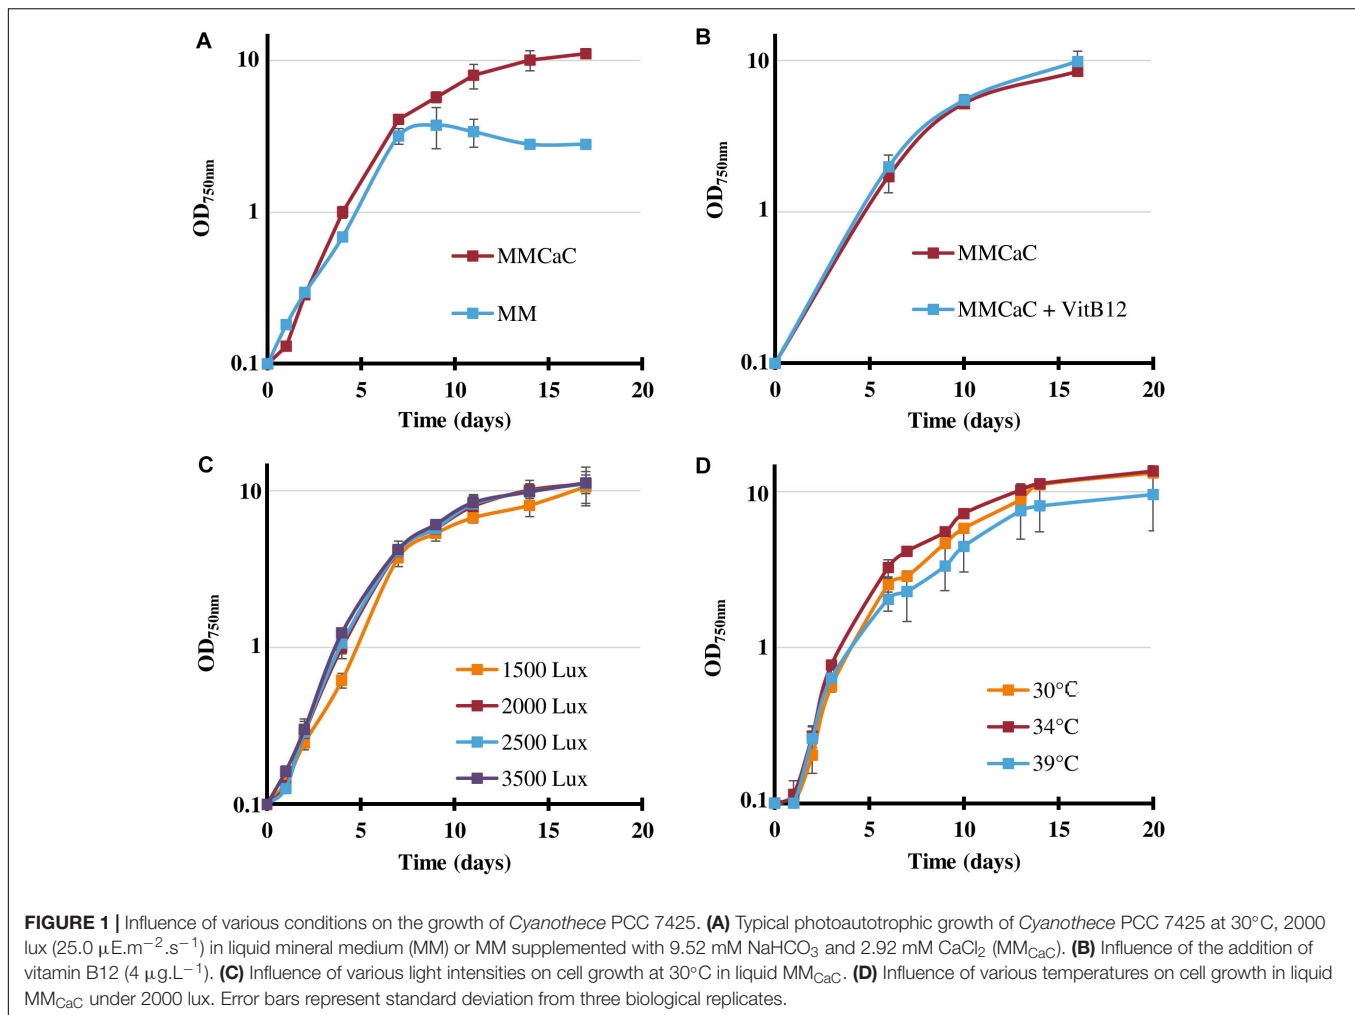 A
10
1
0.1
OD750nm
MMCaC
MM
0 5 10 15 20
Time (days)
B
10
1
0.1
OD750nm
MMCaC
MMCaC + VitB12
0 5 10 15 20
Time (days)
C
10
1
0.1
OD750nm
1500 Lux
2000 Lux
2500 Lux
3500 Lux
0 5 10 15 20
Time (days)
D
10
1
0.1
OD750nm
30°C
34°C
39°C
0 5 10 15 20
Time (days)
FIGURE 1 | Influence of various conditions on the growth of Cyanothece PCC 7425. (A) Typical photoautotrophic growth of Cyanothece PCC 7425 at 30°C, 2000
lux (25.0 μE.m−2.s−1) in liquid mineral medium (MM) or MM supplemented with 9.52 mM NaHCO3 and 2.92 mM CaCl2 (MMCaC). (B) Influence of the addition of
vitamin B12 (4 μg.L−1). (C) Influence of various light intensities on cell growth at 30°C in liquid MMCaC. (D) Influence of various temperatures on cell growth in liquid
MMCaC under 2000 lux. Error bars represent standard deviation from three biological replicates.